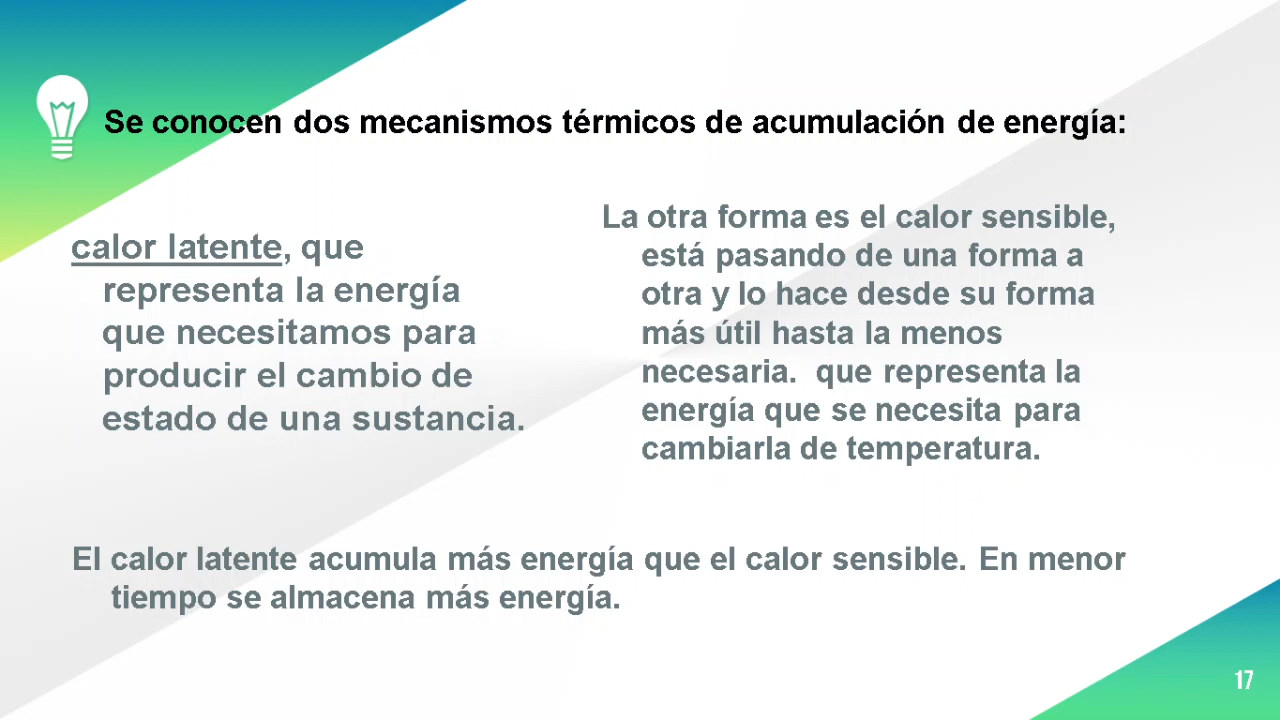 Se conocen dos mecanismos térmicos de acumulación de energía:
calor latente, que
representa la energía
que necesitamos para
producir el cambio de
estado de una sustancia.
La otra forma es el calor sensible,
está pasando de una forma a
otra y lo hace desde su forma
más útil hasta la menos
necesaria.  que representa la
energía que se necesita para
cambiarla de temperatura.
El calor latente acumula más energía que el calor sensible. En menor
tiempo se almacena más energía.
17